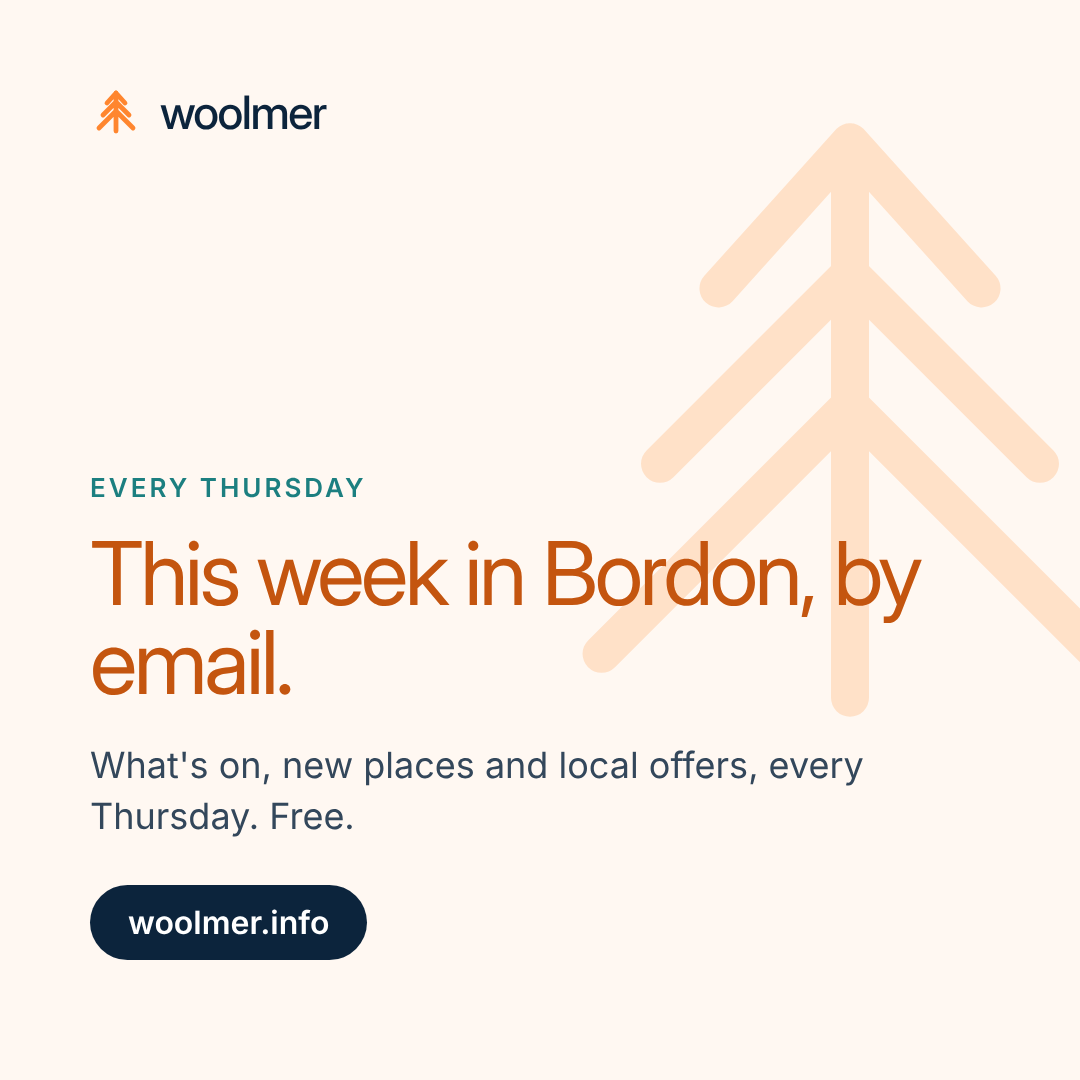 woolmer
EVERY THURSDAY
This week in Bordon, by
email.
What's on, new places and local offers, every
Thursday. Free.
woolmer.info